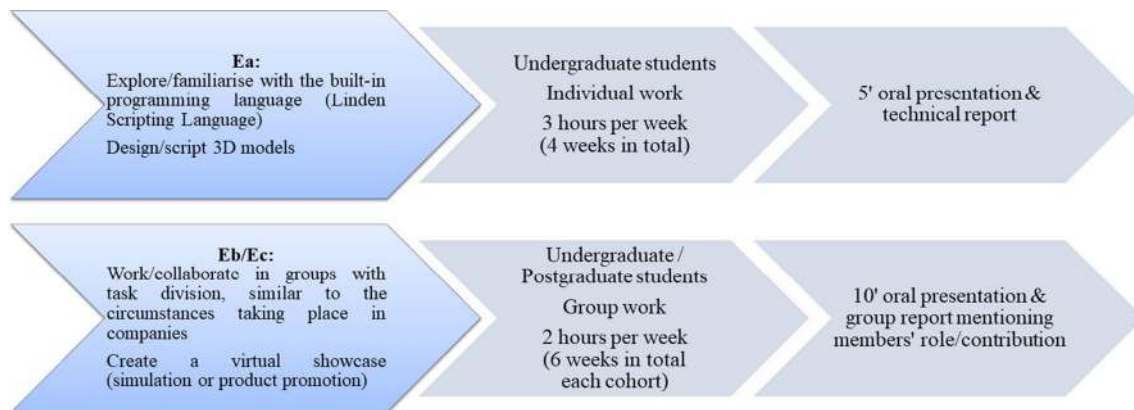 Ea:
Explore/familiarise with the built-in
programming language (Linden
Scripting Language)
Design/script 3D models
Undergraduate students
Individual work
3 hours per week
(4 weeks in total)
5' oral presentation &
technical report
Eb/Ec:
Work/collaborate in groups with
task division, similar to the
circumstances taking place in
companies
Create a virtual showcase
(simulation or product promotion)
Undergraduate /
Postgraduate students
Group work
2 hours per week
(6 weeks in total
each cohort)
10' oral presentation &
group report mentioning
members' role/contribution